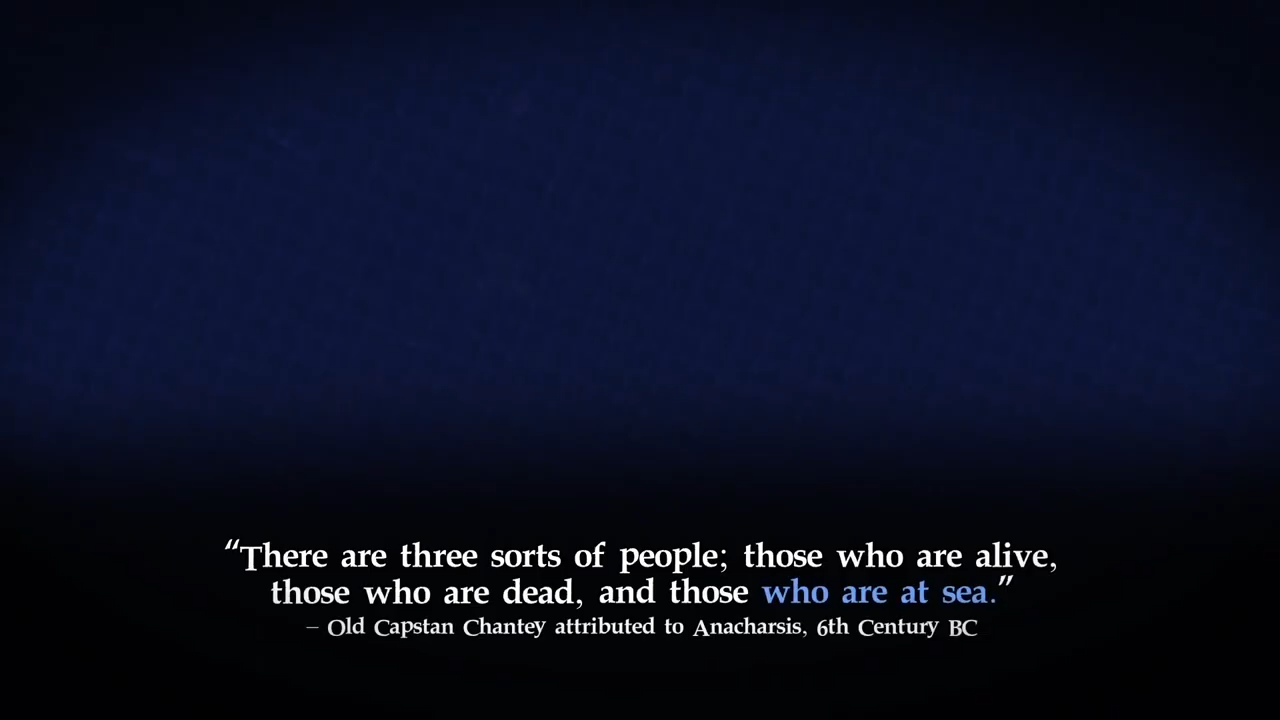 “There are three sorts of people; those who are alive,
those who are dead, and those who are at sea.”
– Old Capstan Chantey attributed to Anacharsis, 6th Century BC